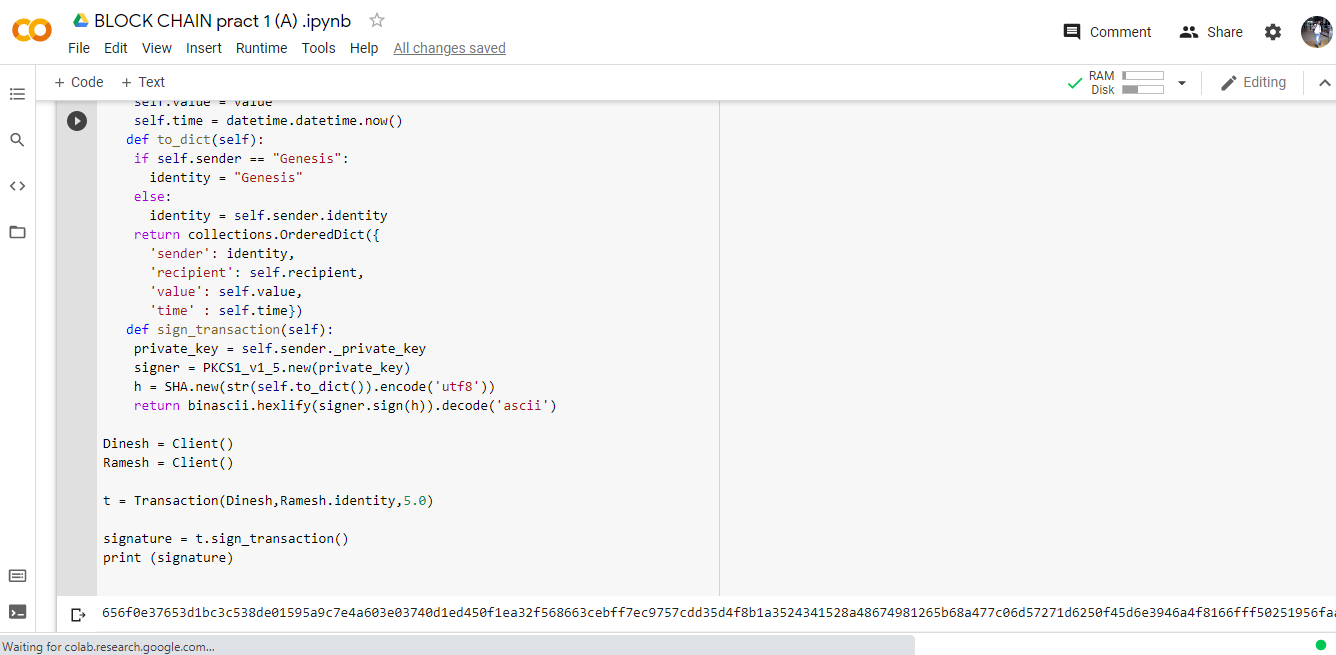 BLOCK CHAIN pract 1 (A) .ipynb
File Edit View Insert Runtime Tools Help All changes saved
Comment Share
+ Code + Text
RAM
Disk
Editing
self.value = value
self.time = datetime.datetime.now()
def to_dict(self):
if self.sender == "Genesis":
identity = "Genesis"
else:
identity = self.sender.identity
return collections.OrderedDict({
'sender': identity,
'recipient': self.recipient,
'value': self.value,
'time' : self.time})
def sign_transaction(self):
private_key = self.sender._private_key
signer = PKCS1_v1_5.new(private_key)
h = SHA.new(str(self.to_dict()).encode('utf8'))
return binascii.hexlify(signer.sign(h)).decode('ascii')
Dinesh = Client()
Ramesh = Client()
t = Transaction(Dinesh,Ramesh.identity,5.0)
signature = t.sign_transaction()
print (signature)
656f0e37653d1bc3c538de01595a9c7e4a603e03740d1ed450f1ea32f568663cebff7ec9757cdd35d4f8b1a3524341528a48674981265b68a477c06d57271d6250f45d6e3946a4f8166fff50251956faa
Waiting for colab.research.google.com...